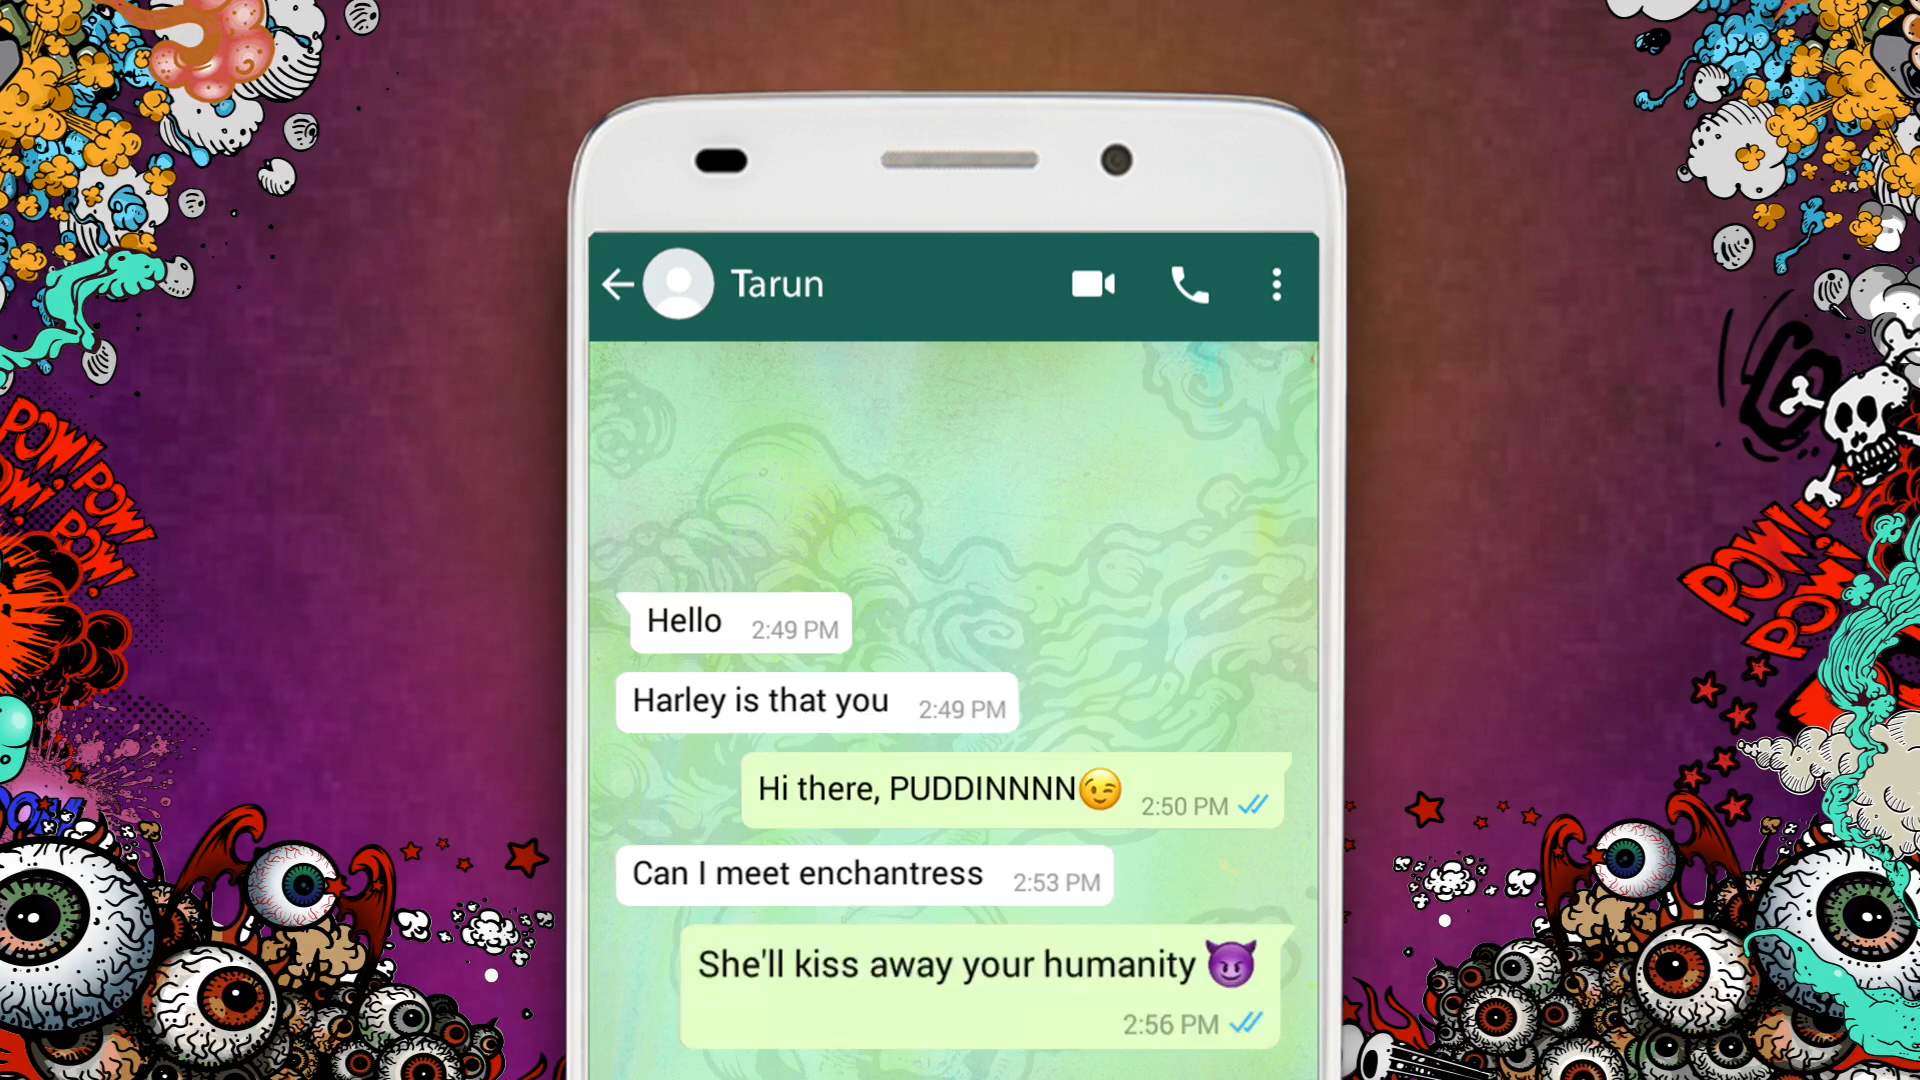 Tarun
Hello 2:49 PM
Harley is that you 2:49 PM
Hi there, PUDDINNNN😉 2:50 PM
Can I meet enchantress 2:53 PM
She'll kiss away your humanity 😈
2:56 PM
POW! POW!
POW! POW!
POW! 
POW!